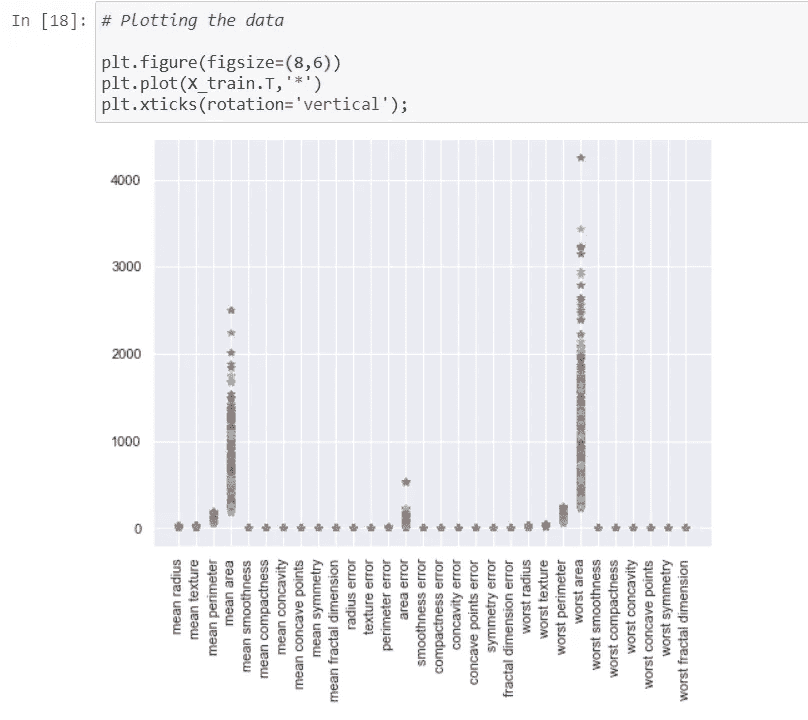 In [18]: # Plotting the data
plt.figure(figsize=(8,6))
plt.plot(X_train.T,'*')
plt.xticks(rotation='vertical');
4000
3000
2000
1000
0
mean radius
mean texture
mean perimeter
mean area
mean smoothness
mean compactness
mean concavity
mean concave points
mean symmetry
mean fractal dimension
radius error
texture error
perimeter error
area error
smoothness error
compactness error
concavity error
concave points error
symmetry error
fractal dimension error
worst radius
worst texture
worst perimeter
worst area
worst smoothness
worst compactness
worst concavity
worst concave points
worst symmetry
worst fractal dimension